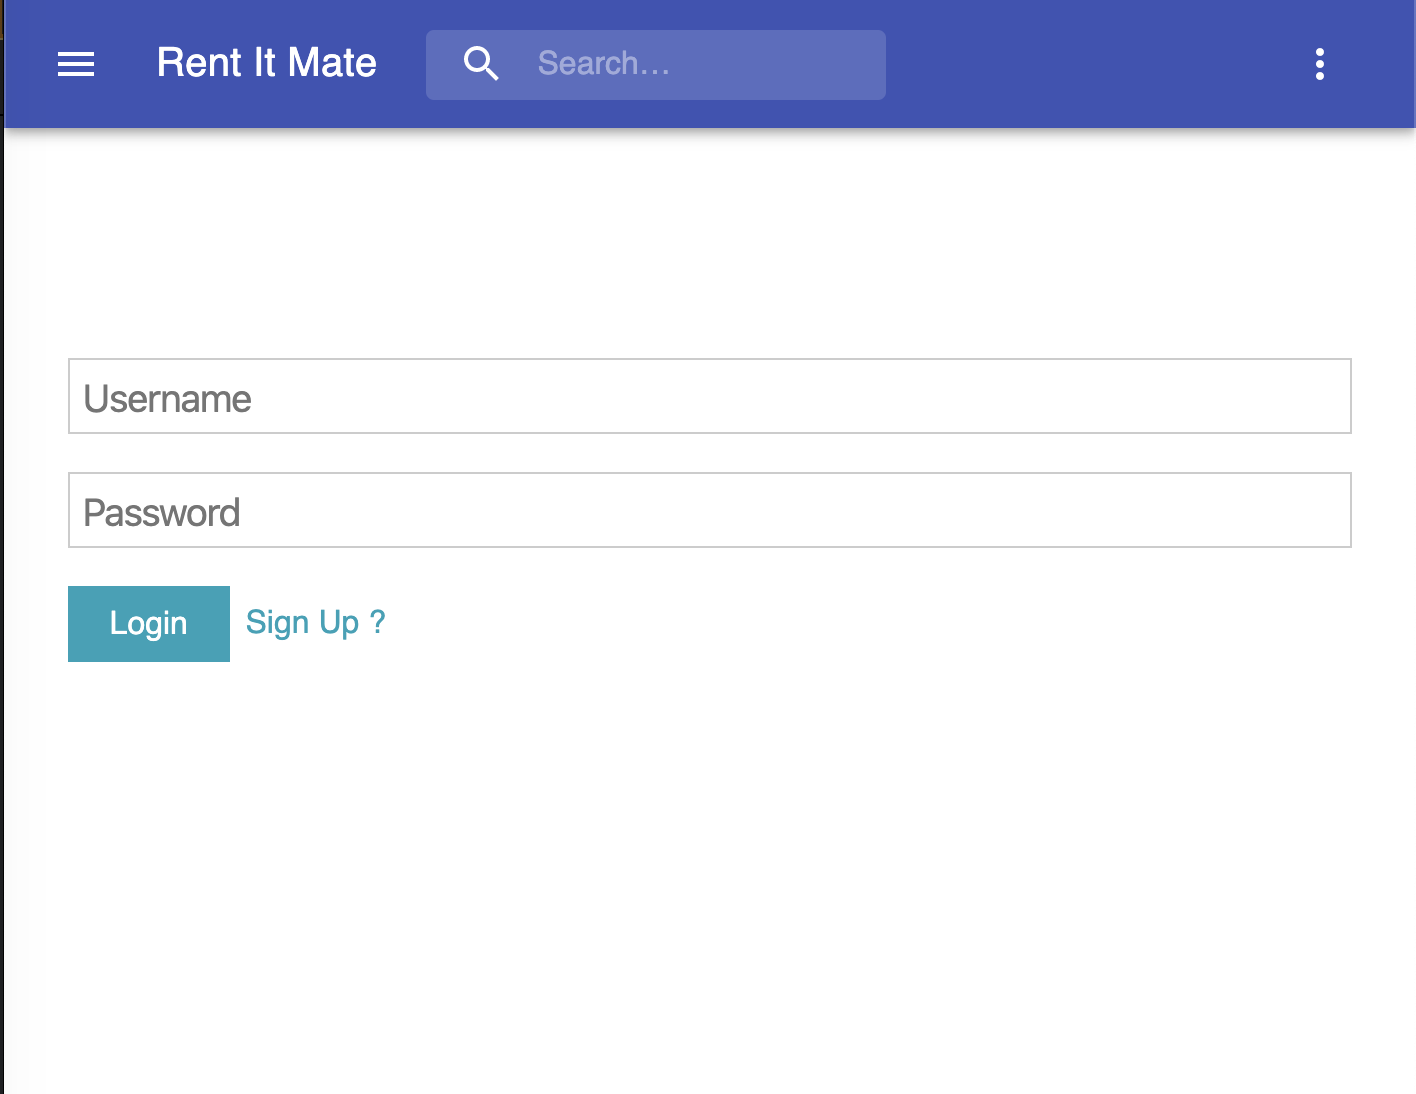 Rent It Mate
Search...
Username
Password
Login
Sign Up ?